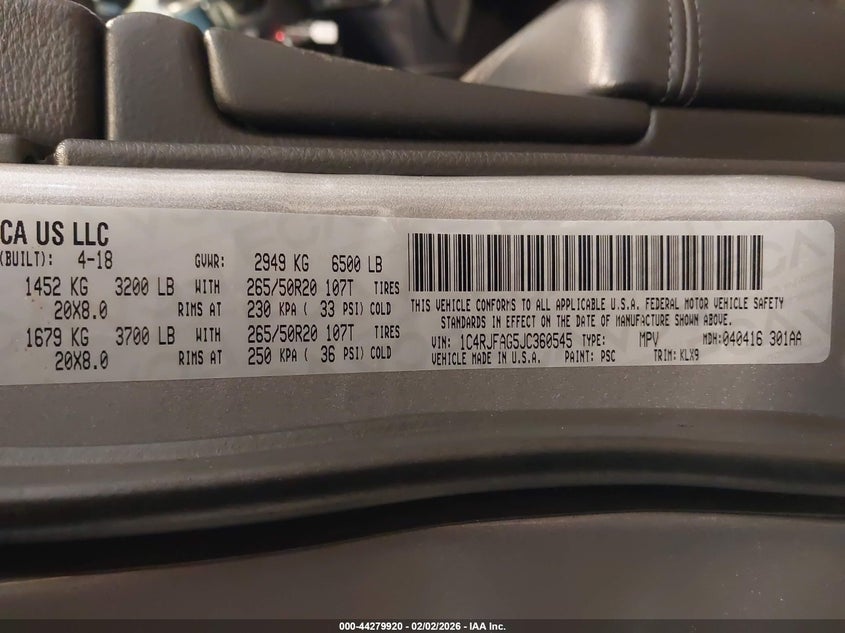 CA US LLC
(BUILT): 4-18 GVWR: 2949 KG 6500 LB
1452 KG 3200 LB WITH 265/50R20 107T TIRES
20X8.0 RIMS AT 230 KPA ( 33 PSI) COLD
1679 KG 3700 LB WITH 265/50R20 107T TIRES
20X8.0 RIMS AT 250 KPA ( 36 PSI) COLD
THIS VEHICLE CONFORMS TO ALL APPLICABLE U.S.A. FEDERAL MOTOR VEHICLE SAFETY
STANDARDS IN EFFECT ON THE DATE OF MANUFACTURE SHOWN ABOVE.
VIN: 1C4RJFAG5JC360545 TYPE: MPV MDH:040416 301AA
VEHICLE MADE IN U.S.A. PAINT: PSC TRIM: KLX9
000-44279920 - 02/02/2026 - IAA Inc.